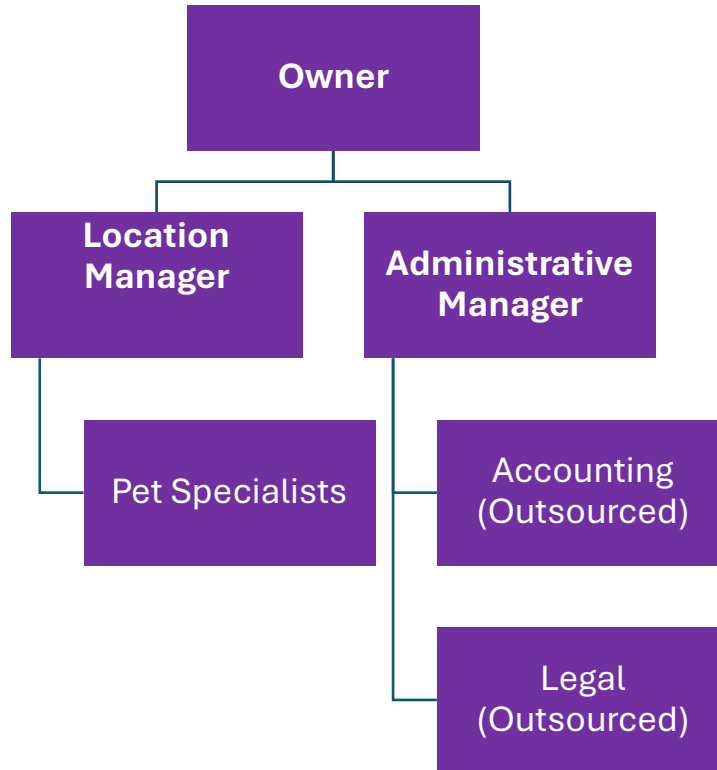 Owner
Location
Manager
Administrative
Manager
Pet Specialists
Accounting
(Outsourced)
Legal
(Outsourced)